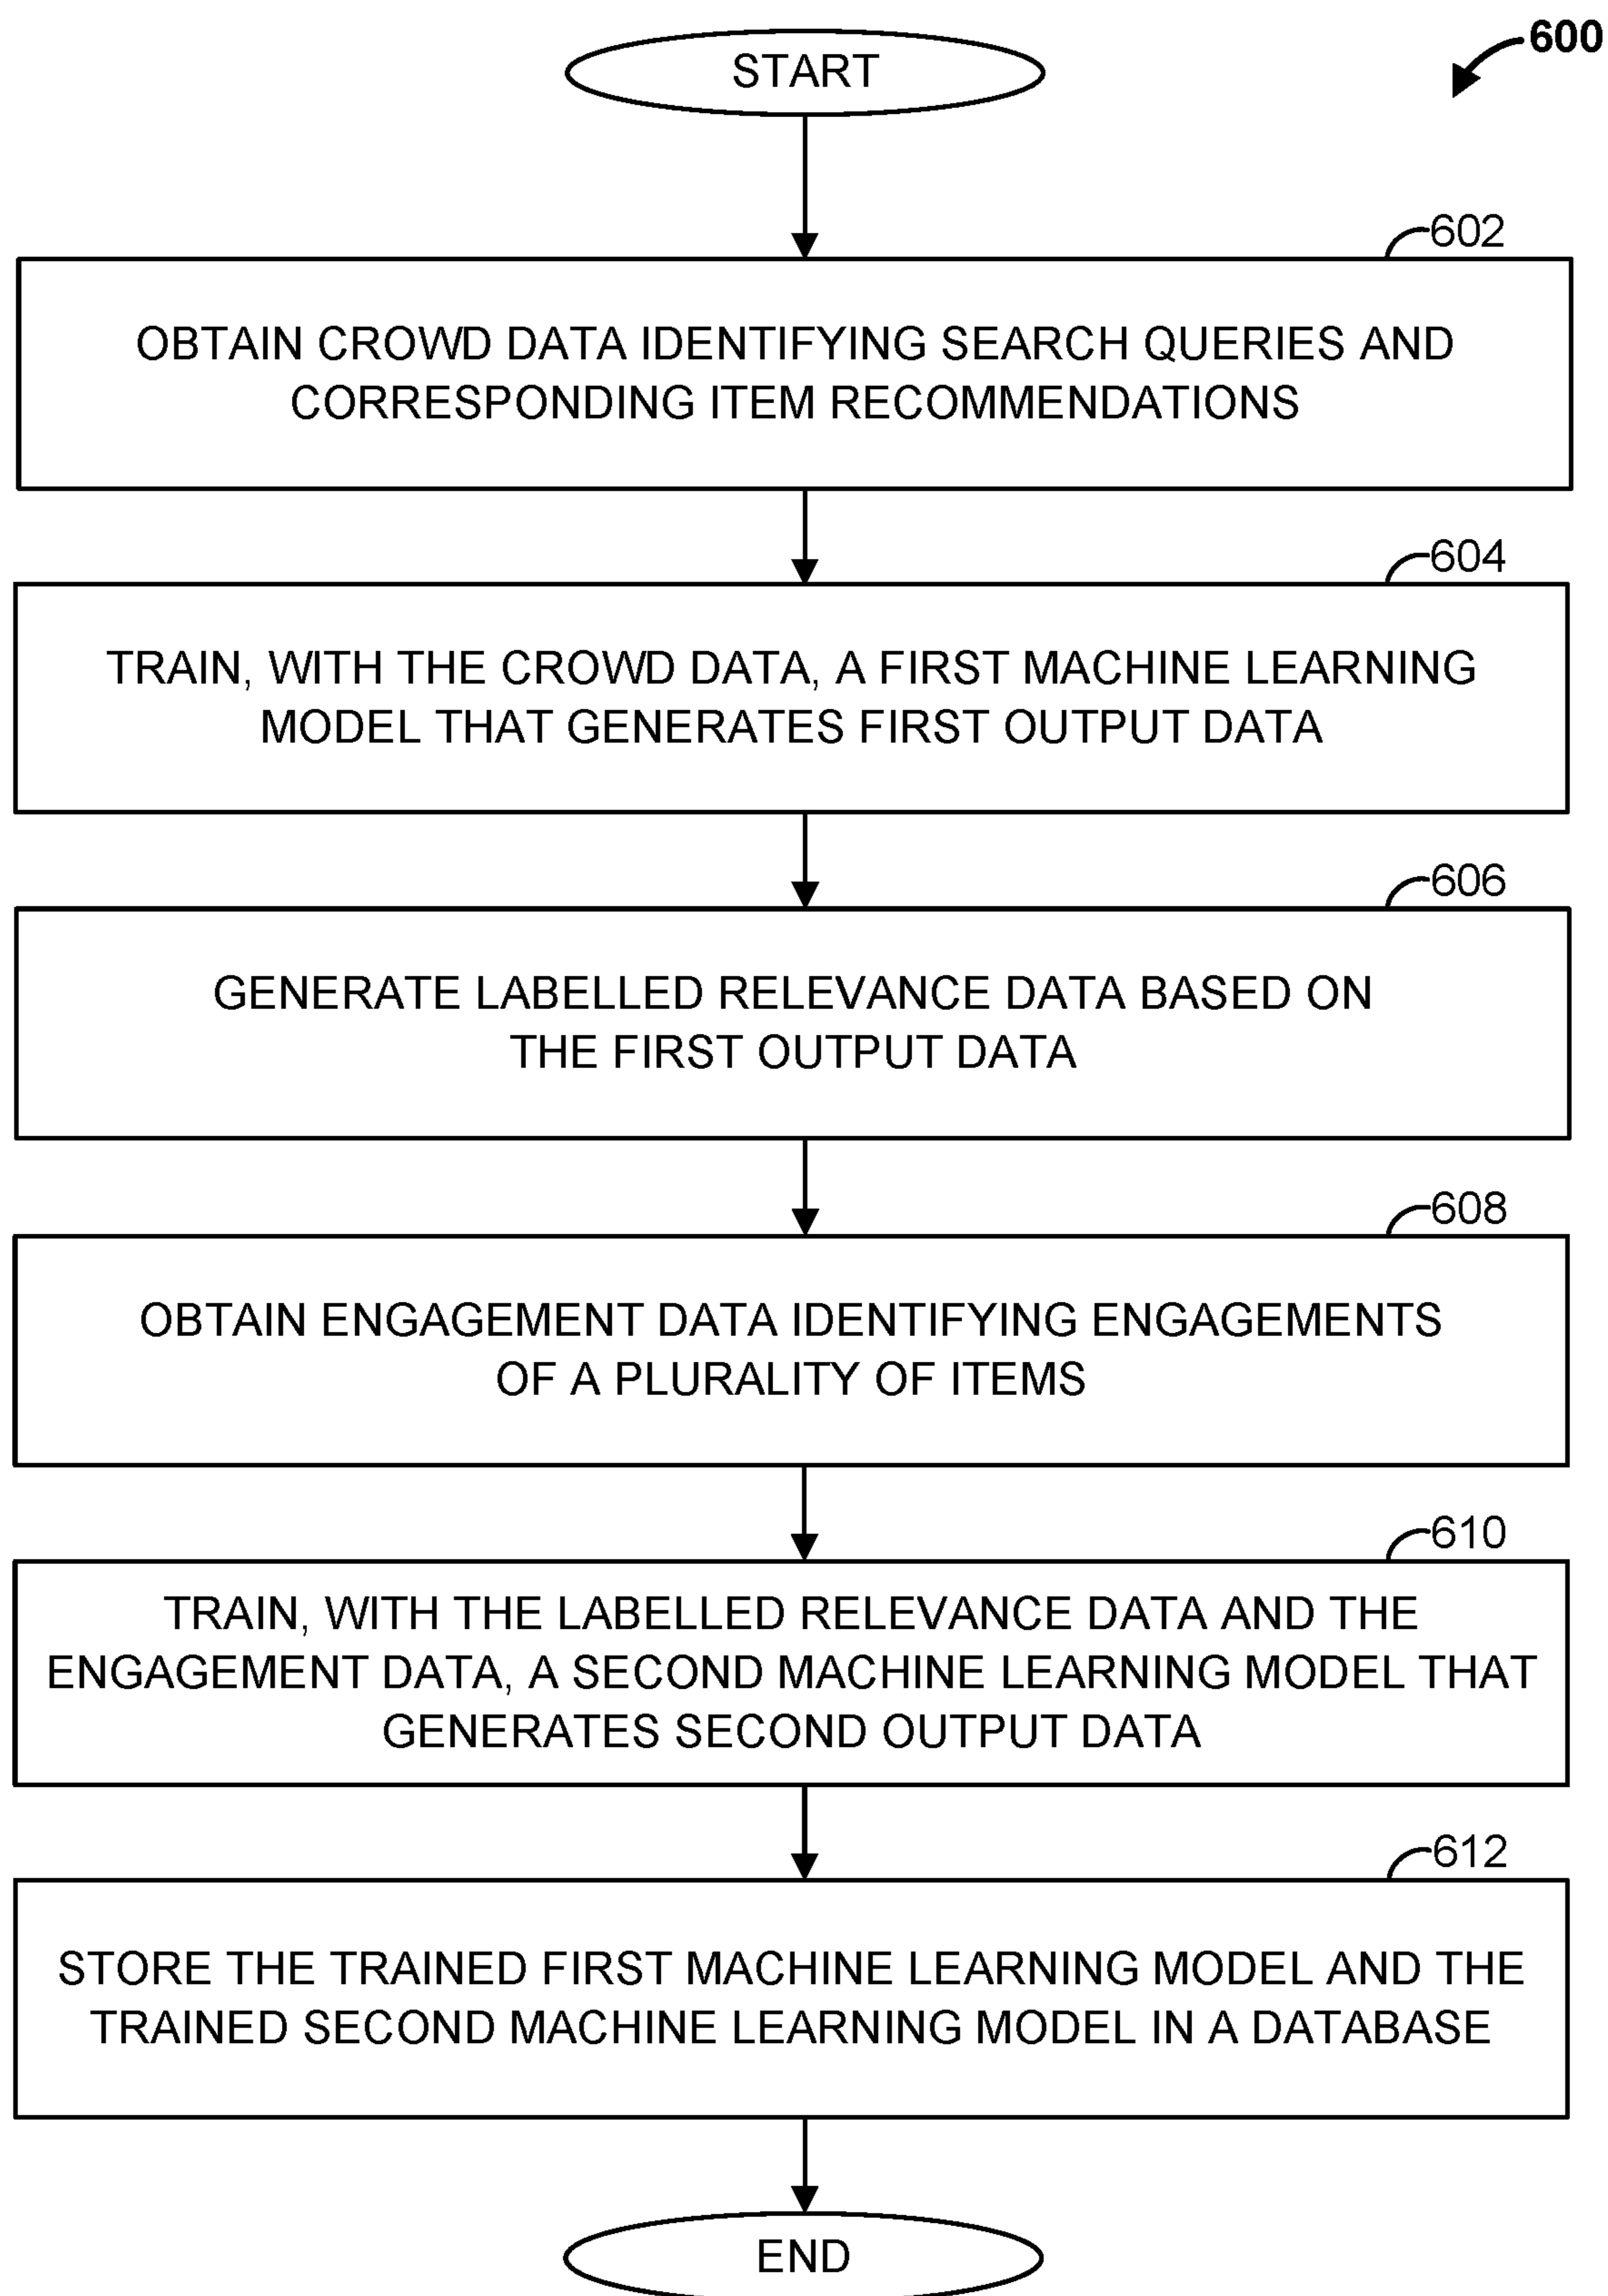 START
600
602
OBTAIN CROWD DATA IDENTIFYING SEARCH QUERIES AND
CORRESPONDING ITEM RECOMMENDATIONS
604
TRAIN, WITH THE CROWD DATA, A FIRST MACHINE LEARNING
MODEL THAT GENERATES FIRST OUTPUT DATA
606
GENERATE LABELLED RELEVANCE DATA BASED ON
THE FIRST OUTPUT DATA
608
OBTAIN ENGAGEMENT DATA IDENTIFYING ENGAGEMENTS
OF A PLURALITY OF ITEMS
610
TRAIN, WITH THE LABELLED RELEVANCE DATA AND THE
ENGAGEMENT DATA, A SECOND MACHINE LEARNING MODEL THAT
GENERATES SECOND OUTPUT DATA
612
STORE THE TRAINED FIRST MACHINE LEARNING MODEL AND THE
TRAINED SECOND MACHINE LEARNING MODEL IN A DATABASE
END